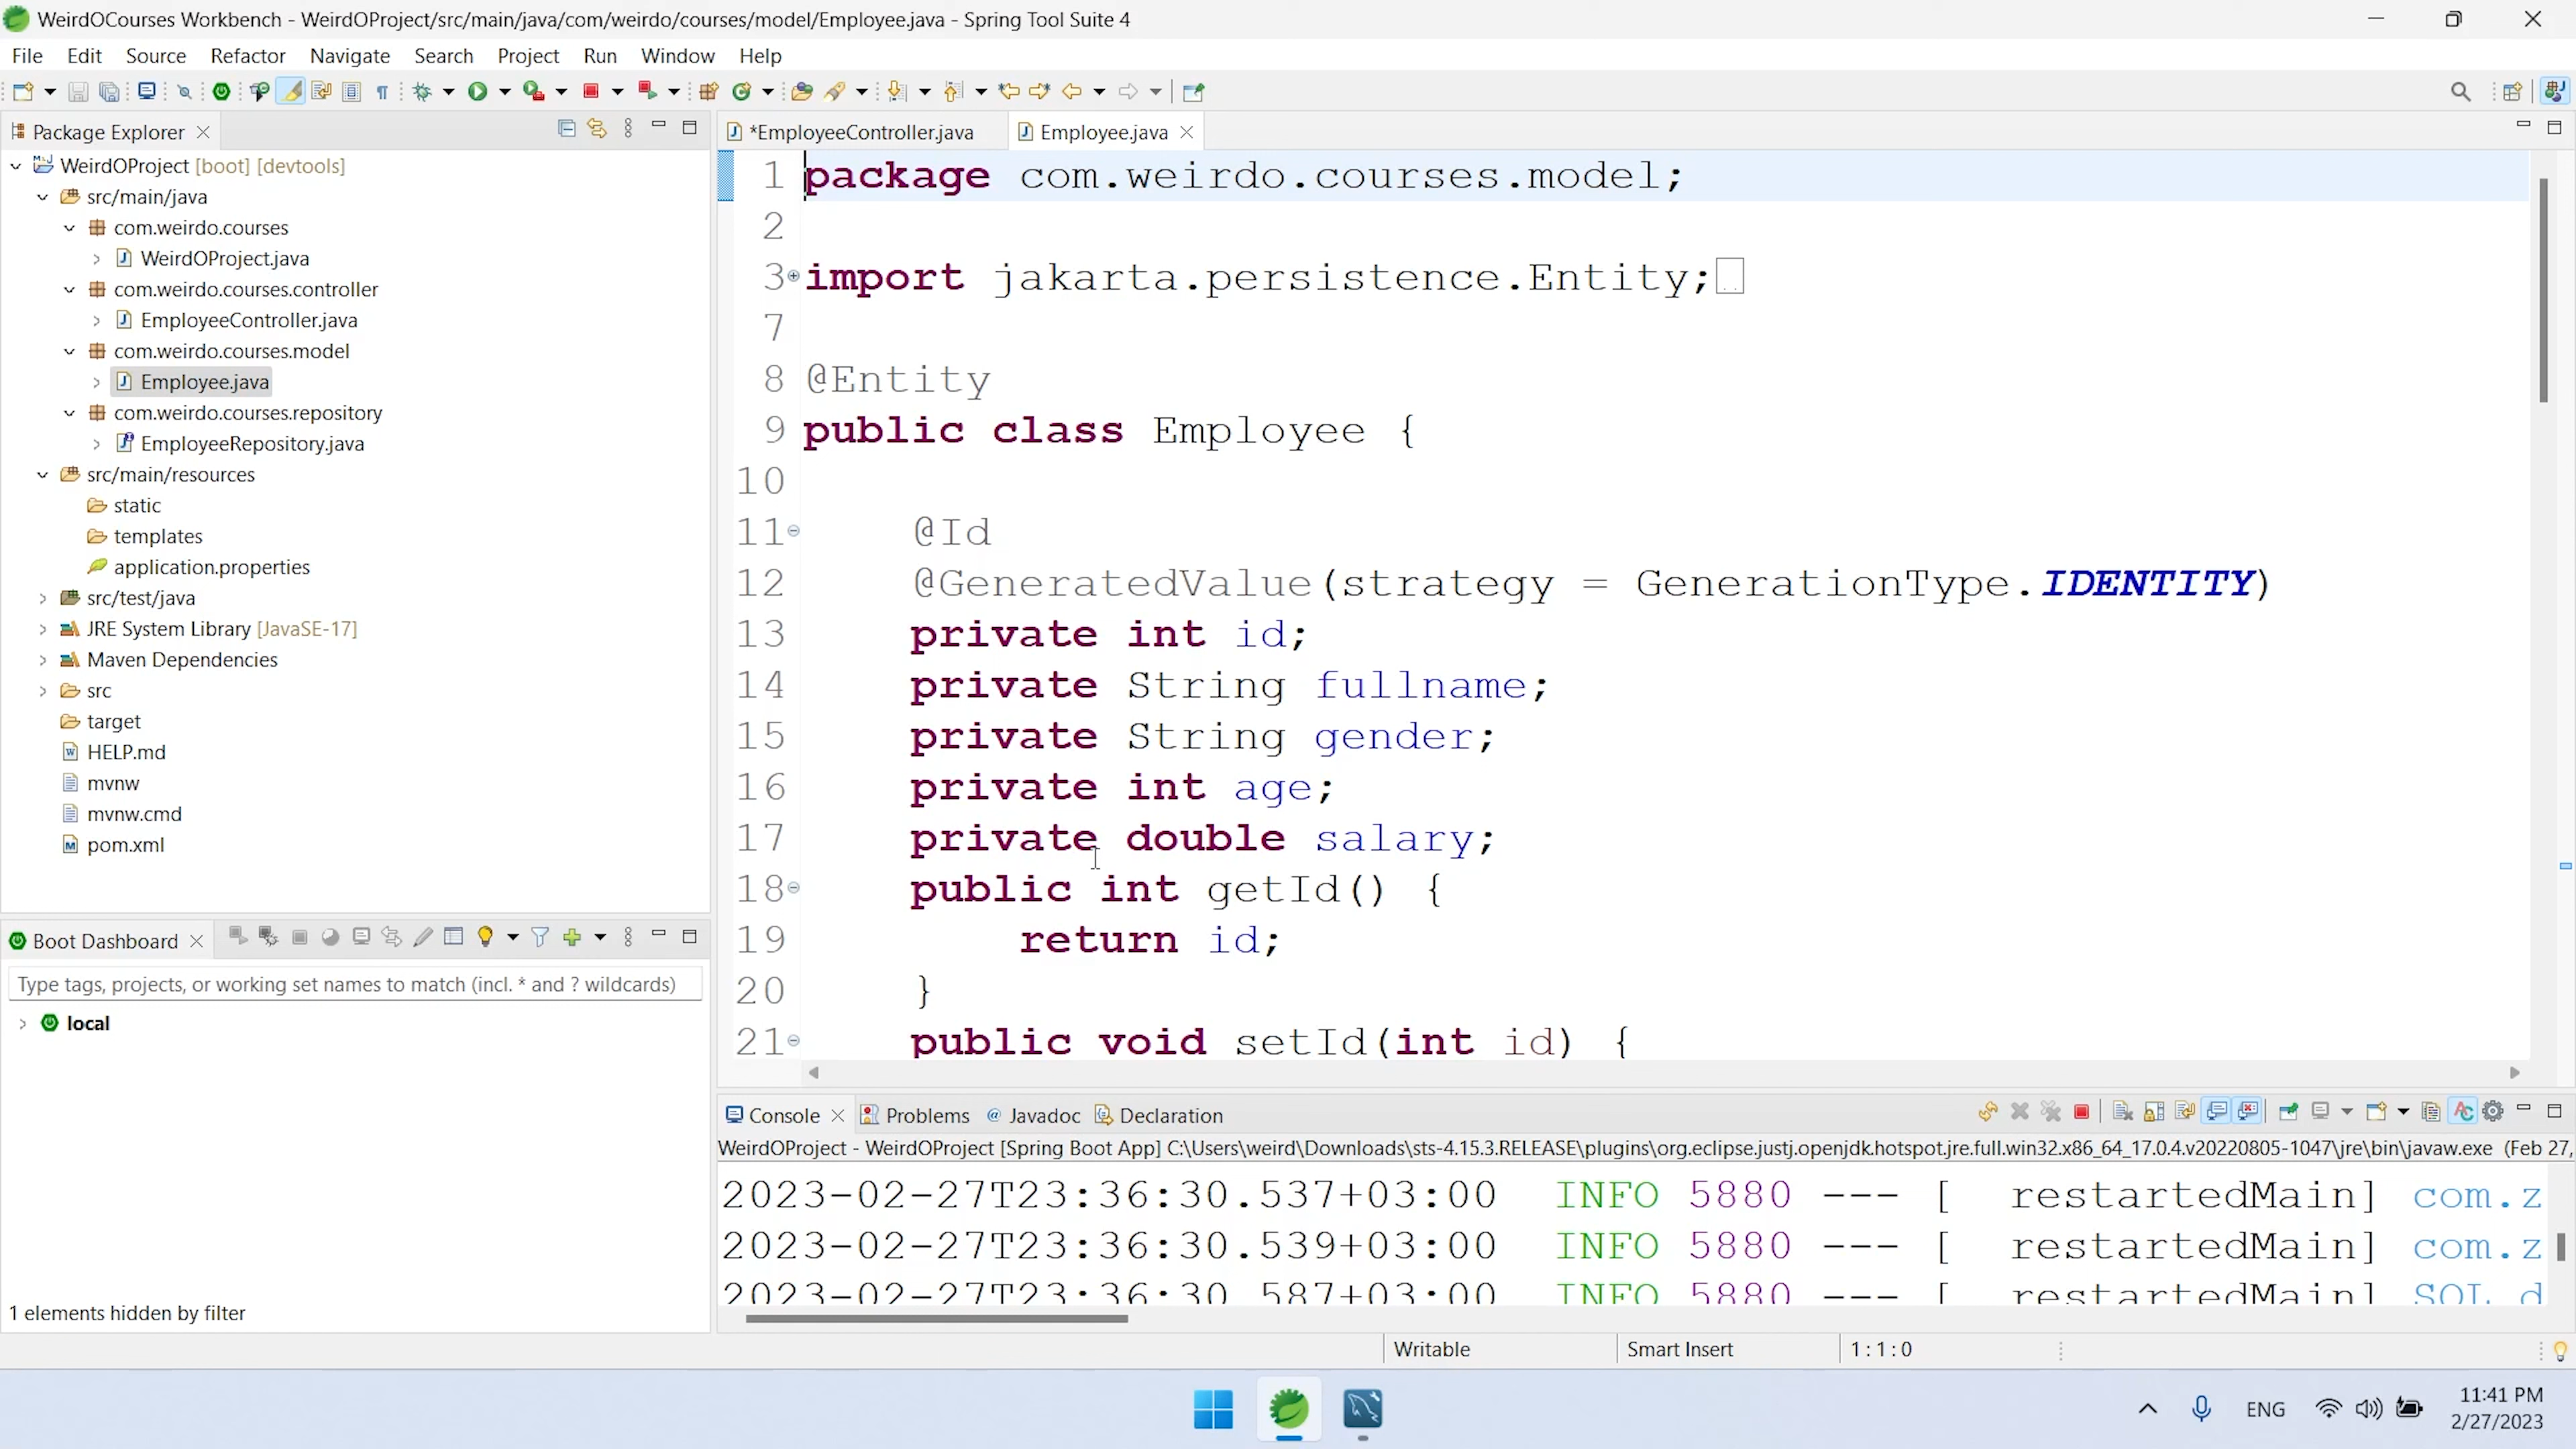 WeirdOCourses Workbench - WeirdOProject/src/main/java/com/weirdo/courses/model/Employee.java - Spring Tool Suite 4
File Edit Source Refactor Navigate Search Project Run Window Help
Package Explorer
WeirdOProject [boot] [devtools]
src/main/java
com.weirdo.courses
WeirdOProject.java
com.weirdo.courses.controller
EmployeeController.java
com.weirdo.courses.model
Employee.java
com.weirdo.courses.repository
EmployeeRepository.java
src/main/resources
static
templates
application.properties
src/test/java
JRE System Library [JavaSE-17]
Maven Dependencies
src
target
HELP.md
mvnw
mvnw.cmd
pom.xml
Boot Dashboard
Type tags, projects, or working set names to match (incl. * and ? wildcards)
local
1 elements hidden by filter
*EmployeeController.java Employee.java
1 package com.weirdo.courses.model;
2
3 import jakarta.persistence.Entity;
7
8 @Entity
9 public class Employee {
10
11 @Id
12 @GeneratedValue(strategy = GenerationType.IDENTITY)
13 private int id;
14 private String fullname;
15 private String gender;
16 private int age;
17 private double salary;
18 public int getId() {
19 return id;
20 }
21 public void setId(int id) {
Console Problems @ Javadoc Declaration
WeirdOProject - WeirdOProject [Spring Boot App] C:\Users\weird\Downloads\sts-4.15.3.RELEASE\plugins\org.eclipse.justj.openjdk.hotspot.jre.full.win32.x86_64_17.0.4.v20220805-1047\jre\bin\javaw.exe (Feb 27,
2023-02-27T23:36:30.537+03:00 INFO 5880 --- [ restartedMain] com.z
2023-02-27T23:36:30.539+03:00 INFO 5880 --- [ restartedMain] com.z
2023-02-27T23:36:30.587+03:00 INFO 5880 --- [ restartedMain] SQL d
Writable Smart Insert 1 : 1 : 0
ENG
11:41 PM
2/27/2023